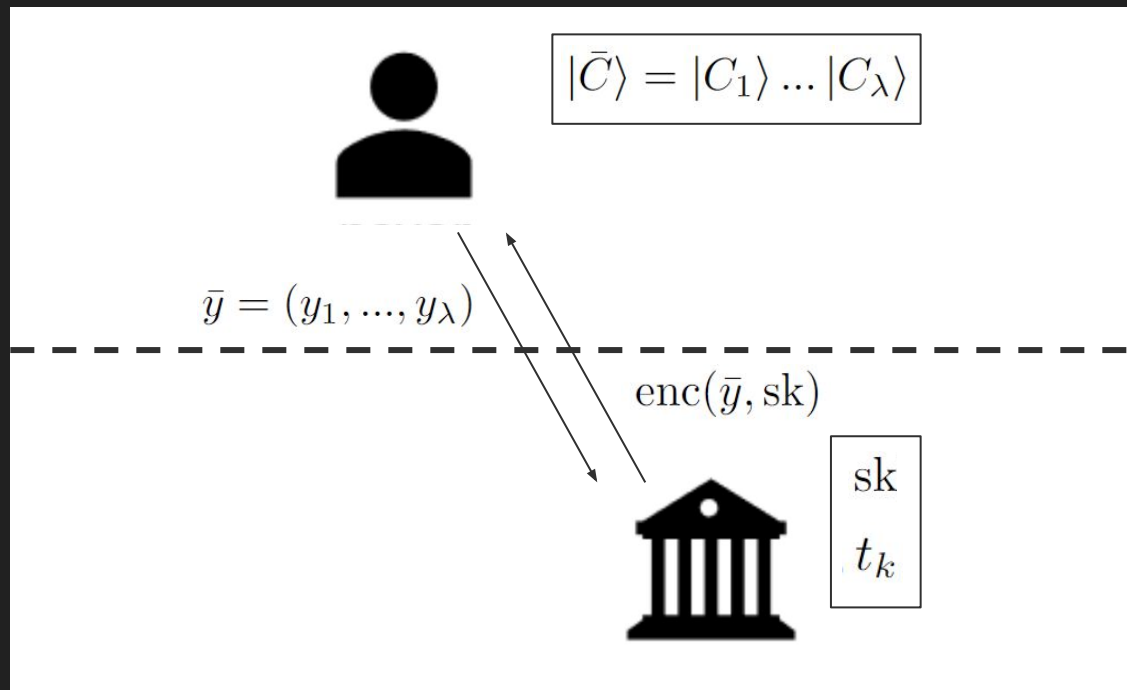 |C̄⟩ = |C₁⟩ ... |C_λ⟩
ȳ = (y₁, ..., y_λ)
enc(ȳ, sk)
sk
t_k